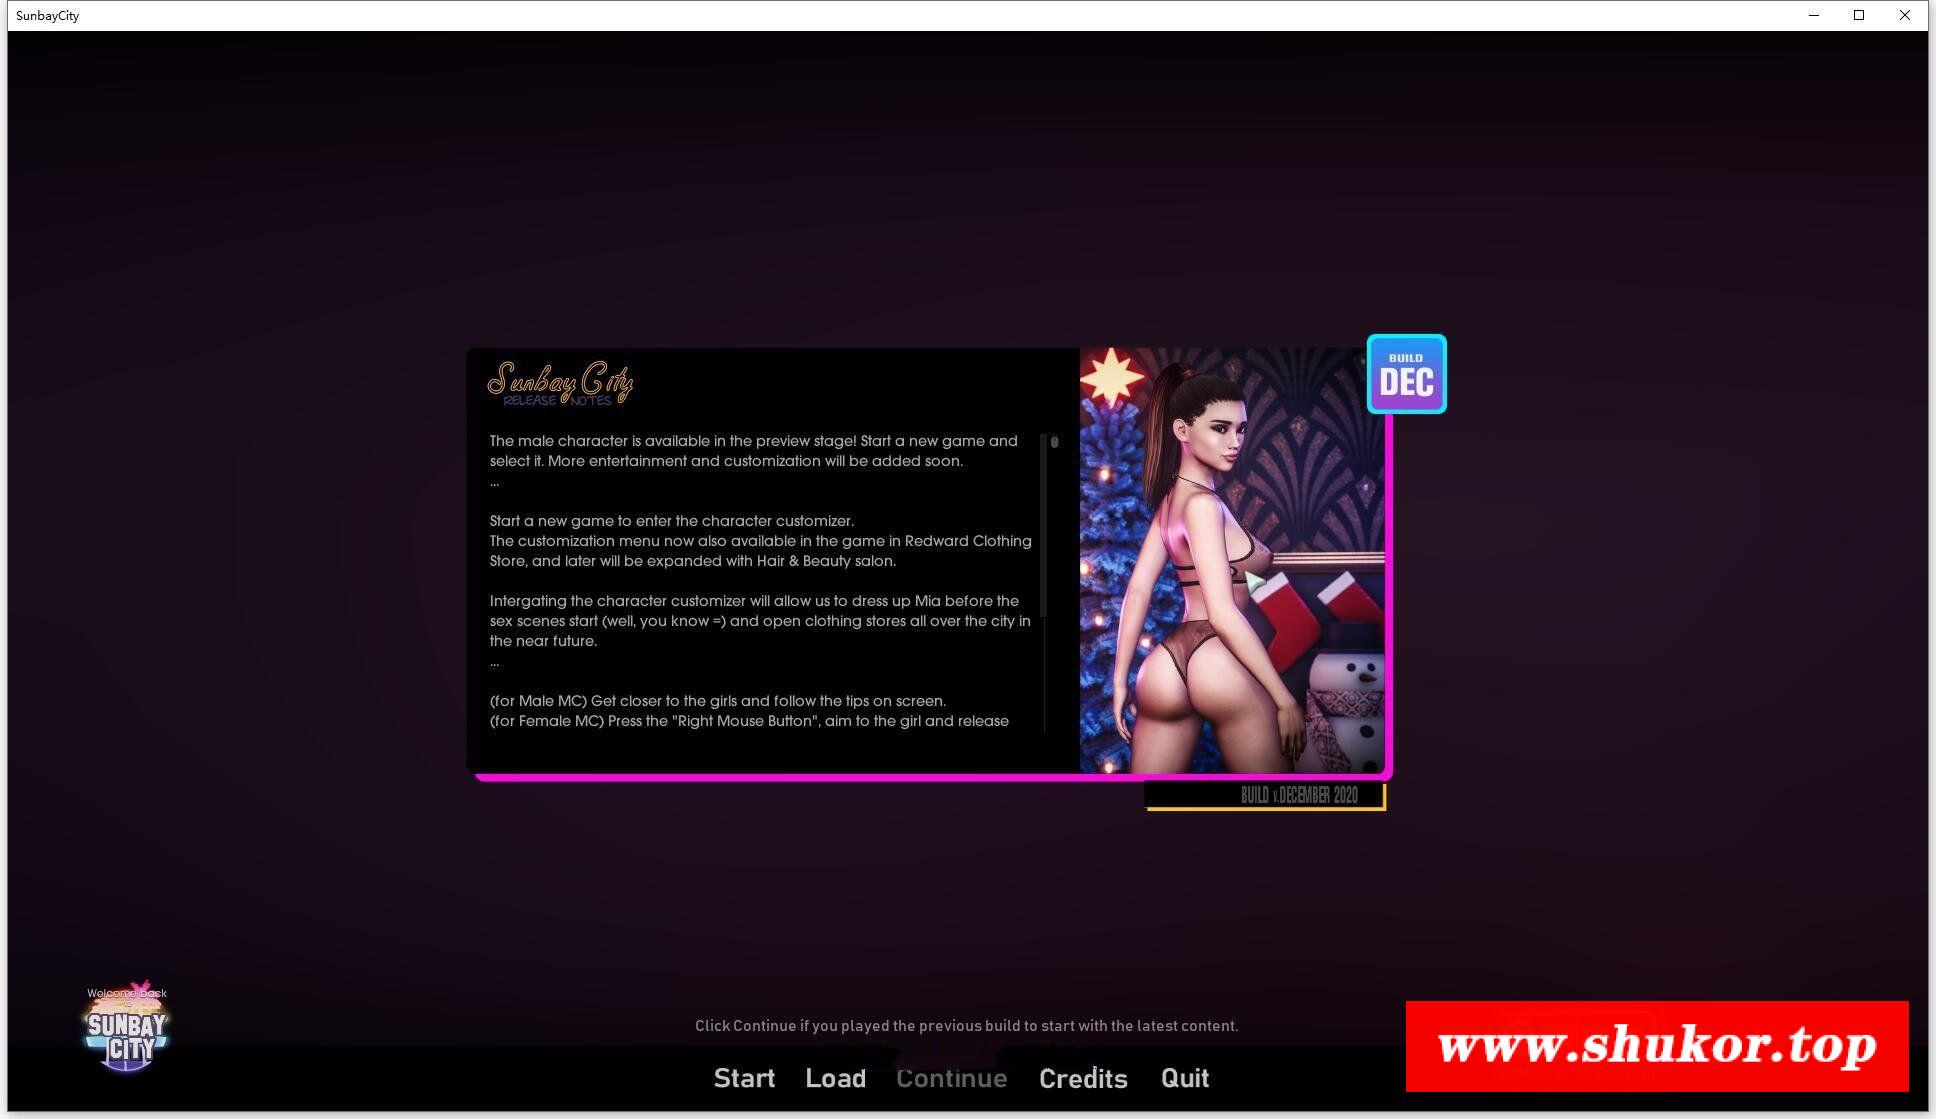 SunbayCity
Sunbay City
RELEASE NOTES
BUILD
DEC
The male character is available in the preview stage! Start a new game and
select it. More entertainment and customization will be added soon.
...
Start a new game to enter the character customizer.
The customization menu now also available in the game in Redward Clothing
Store, and later will be expanded with Hair & Beauty salon.
Intergating the character customizer will allow us to dress up Mia before the
sex scenes start (well, you know =) and open clothing stores all over the city in
the near future.
...
(for Male MC) Get closer to the girls and follow the tips on screen.
(for Female MC) Press the "Right Mouse Button", aim to the girl and release
BUILD v.DECEMBER 2020
Welcome back
to
SUNBAY
CITY
Click Continue if you played the previous build to start with the latest content.
Start Load Continue Credits Quit
www.shukor.top